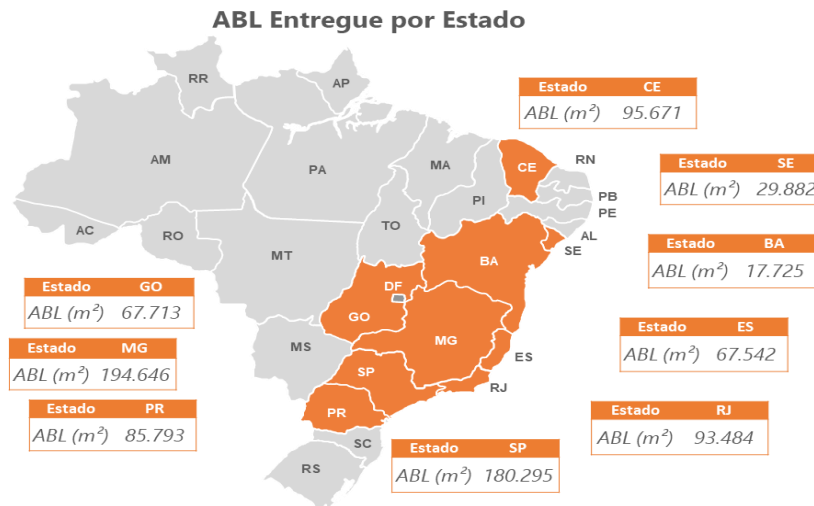 ABL Entregue por Estado
RR
AP
AM
PA
MA
CE
RN
PI
PB
PE
AC
RO
TO
AL
SE
MT
BA
DF
GO
MS
MG
ES
SP
RJ
PR
SC
RS
Estado CE
ABL (m²) 95.671
Estado SE
ABL (m²) 29.882
Estado BA
ABL (m²) 17.725
Estado GO
ABL (m²) 67.713
Estado ES
ABL (m²) 67.542
Estado MG
ABL (m²) 194.646
Estado PR
ABL (m²) 85.793
Estado RJ
ABL (m²) 93.484
Estado SP
ABL (m²) 180.295